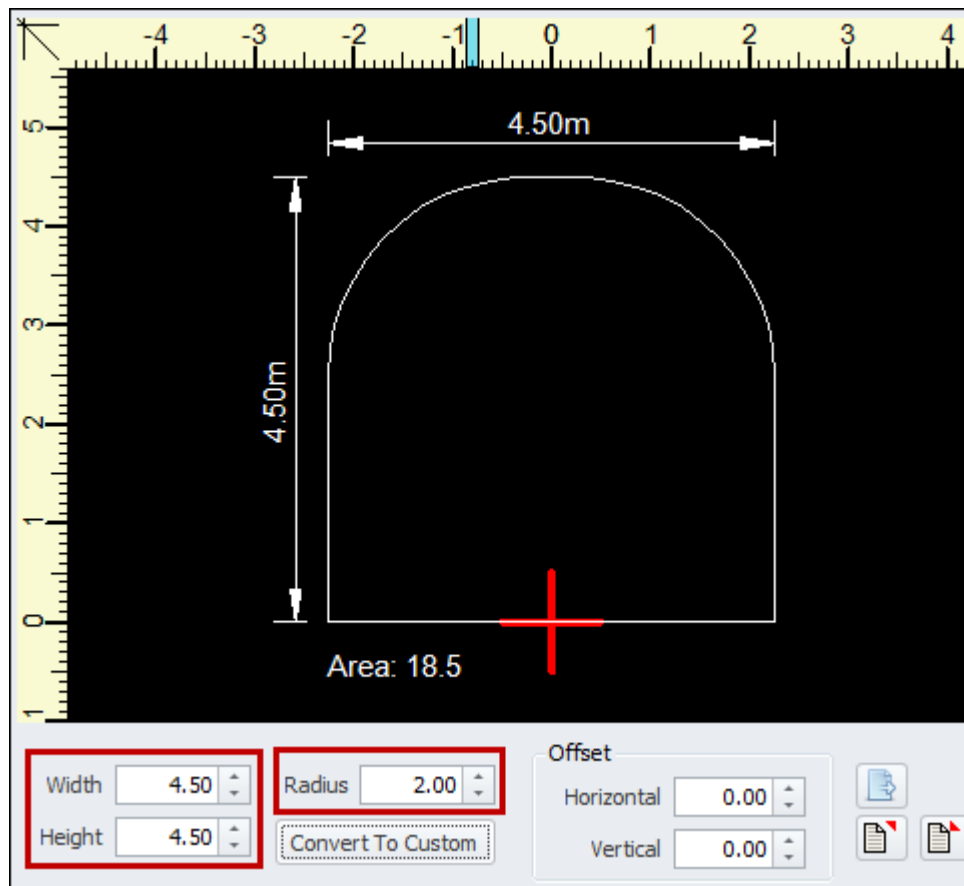 -4 -3 -2 -1 0 1 2 3 4
5
4.50m
4
3
4.50m
2
1
0
Area: 18.5
1
Offset
Width 4.50
Radius 2.00
Horizontal 0.00
Height 4.50
Convert To Custom
Vertical 0.00